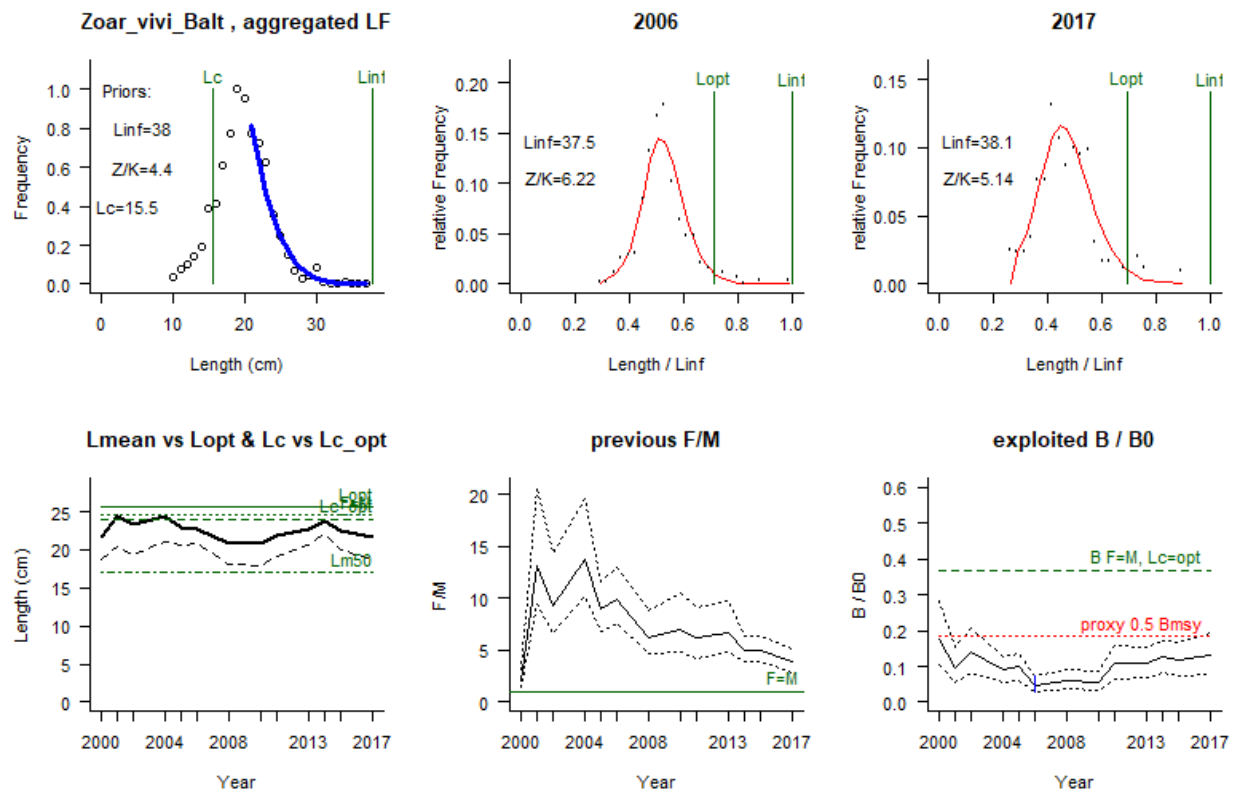 Zoar_vivi_Balt , aggregated LF
Frequency
1.0
0.8
0.6
0.4
0.2
0.0
Priors:
Linf=38
Z/K=4.4
Lc=15.5
Lc
Linf
0 10 20 30
Length (cm)
2006
relative Frequency
0.20
0.15
0.10
0.05
0.00
Linf=37.5
Z/K=6.22
Lopt
Linf
0.0 0.2 0.4 0.6 0.8 1.0
Length / Linf
2017
relative Frequency
0.15
0.10
0.05
0.00
Linf=38.1
Z/K=5.14
Lopt
Linf
0.0 0.2 0.4 0.6 0.8 1.0
Length / Linf
Lmean vs Lopt & Lc vs Lc_opt
Length (cm)
25
20
15
10
5
0
Lopt
F=M
Lc opt
Lm50
2000 2004 2008 2013 2017
Year
previous F/M
F/M
20
15
10
5
0
F=M
2000 2004 2008 2013 2017
Year
exploited B / B0
B / B0
0.6
0.5
0.4
0.3
0.2
0.1
0.0
B F=M, Lc=opt
proxy 0.5 Bmsy
2000 2004 2008 2013 2017
Year